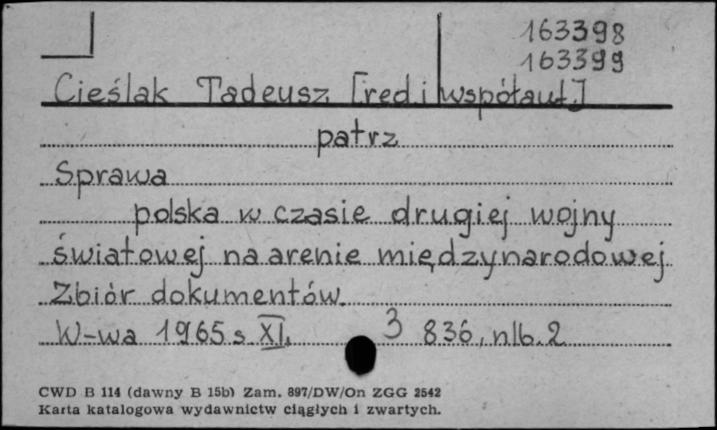 163398
163399
Cieślak Tadeusz [red. i współaut.]
patrz
Sprawa
polska w czasie drugiej wojny
światowej na arenie międzynarodowej
Zbiór dokumentów.
W-wa 1965 s. XI, 3 836, nlb. 2
CWD B 114 (dawny B 15b) Zam. 897/DW/On ZGG 2542
Karta katalogowa wydawnictw ciągłych i zwartych.